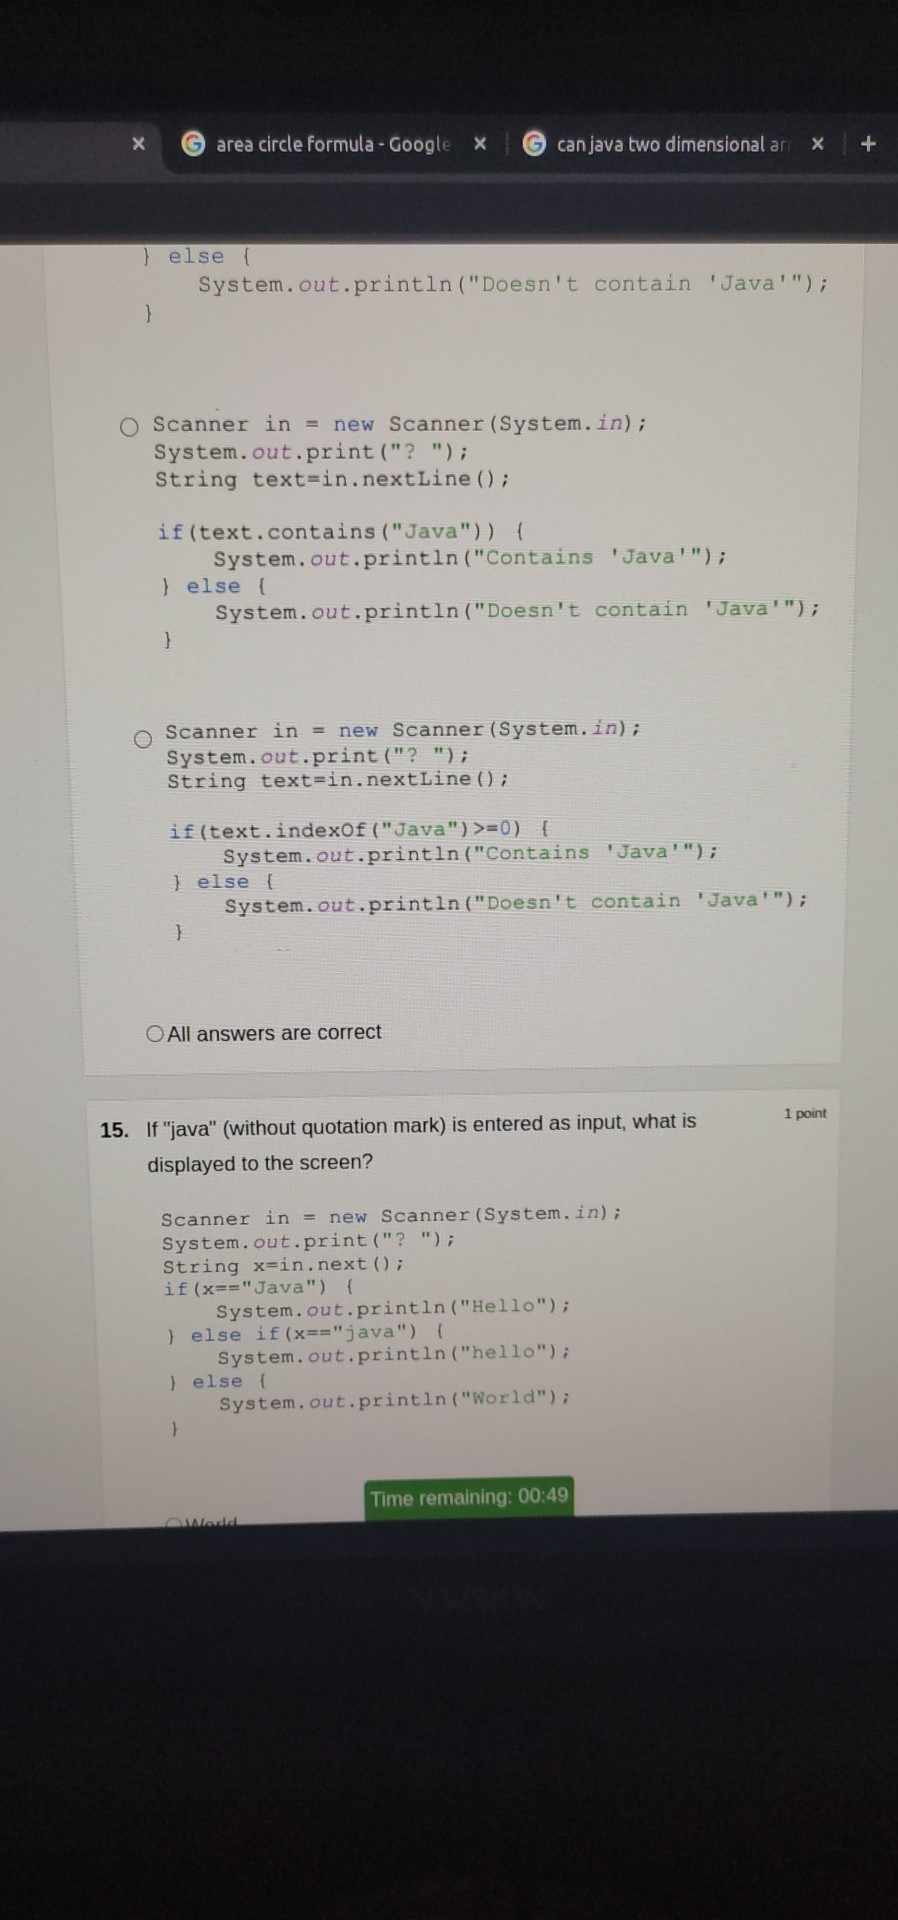 area circle formula - Google
can java two dimensional arr
} else {
System.out.println("Doesn't contain 'Java'");
}
Scanner in = new Scanner(System.in);
System.out.print("? ");
String text=in.nextLine();
if(text.contains("Java")) {
System.out.println("Contains 'Java'");
} else {
System.out.println("Doesn't contain 'Java'");
}
Scanner in = new Scanner(System.in);
System.out.print("? ");
String text=in.nextLine();
if(text.indexOf("Java")>=0) {
System.out.println("Contains 'Java'");
} else {
System.out.println("Doesn't contain 'Java'");
}
All answers are correct
15. If "java" (without quotation mark) is entered as input, what is 1 point
displayed to the screen?
Scanner in = new Scanner(System.in);
System.out.print("? ");
String x=in.next();
if(x=="Java") {
System.out.println("Hello");
} else if(x=="java") {
System.out.println("hello");
} else {
System.out.println("World");
}
Time remaining: 00:49
World